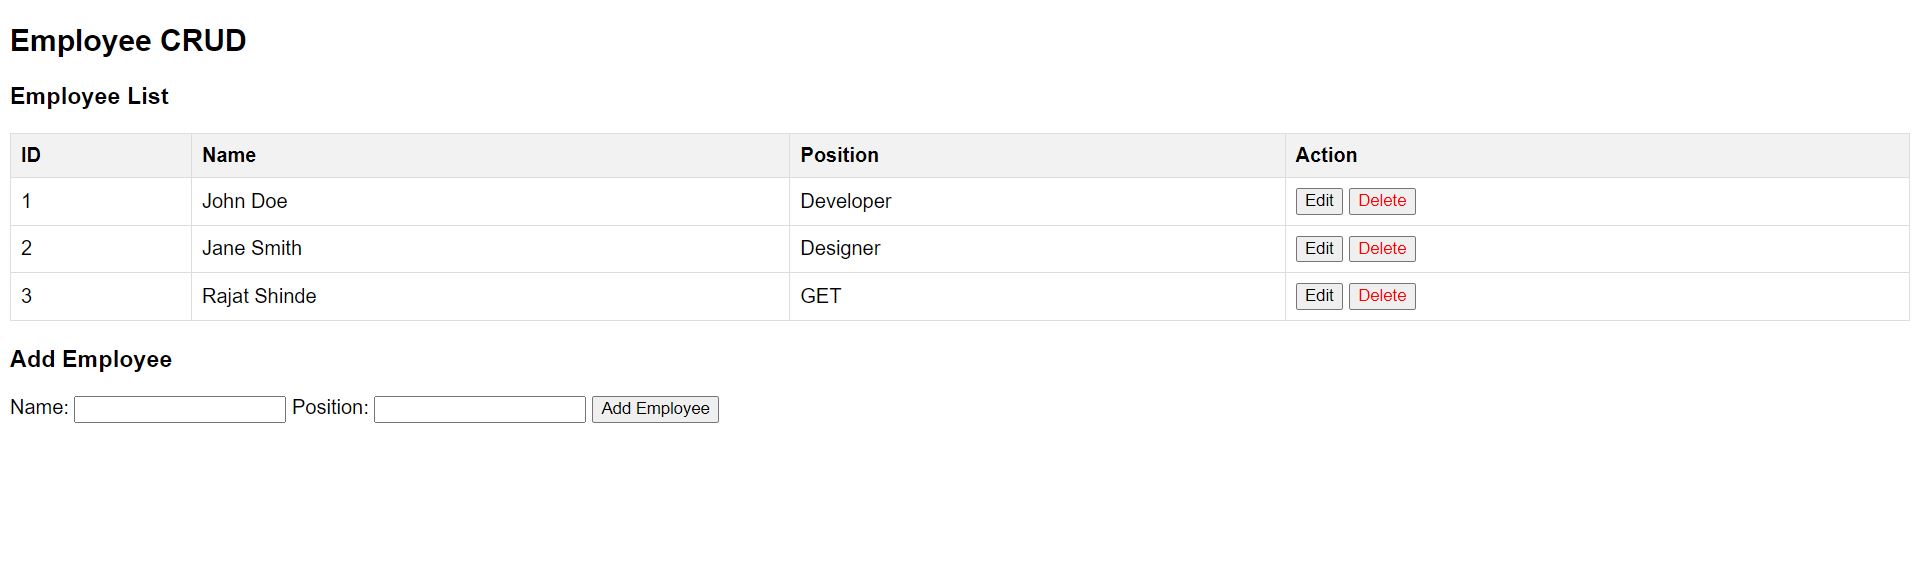 Employee CRUD
Employee List
ID Name Position Action
1 John Doe Developer Edit Delete
2 Jane Smith Designer Edit Delete
3 Rajat Shinde GET Edit Delete
Add Employee
Name: Position: Add Employee